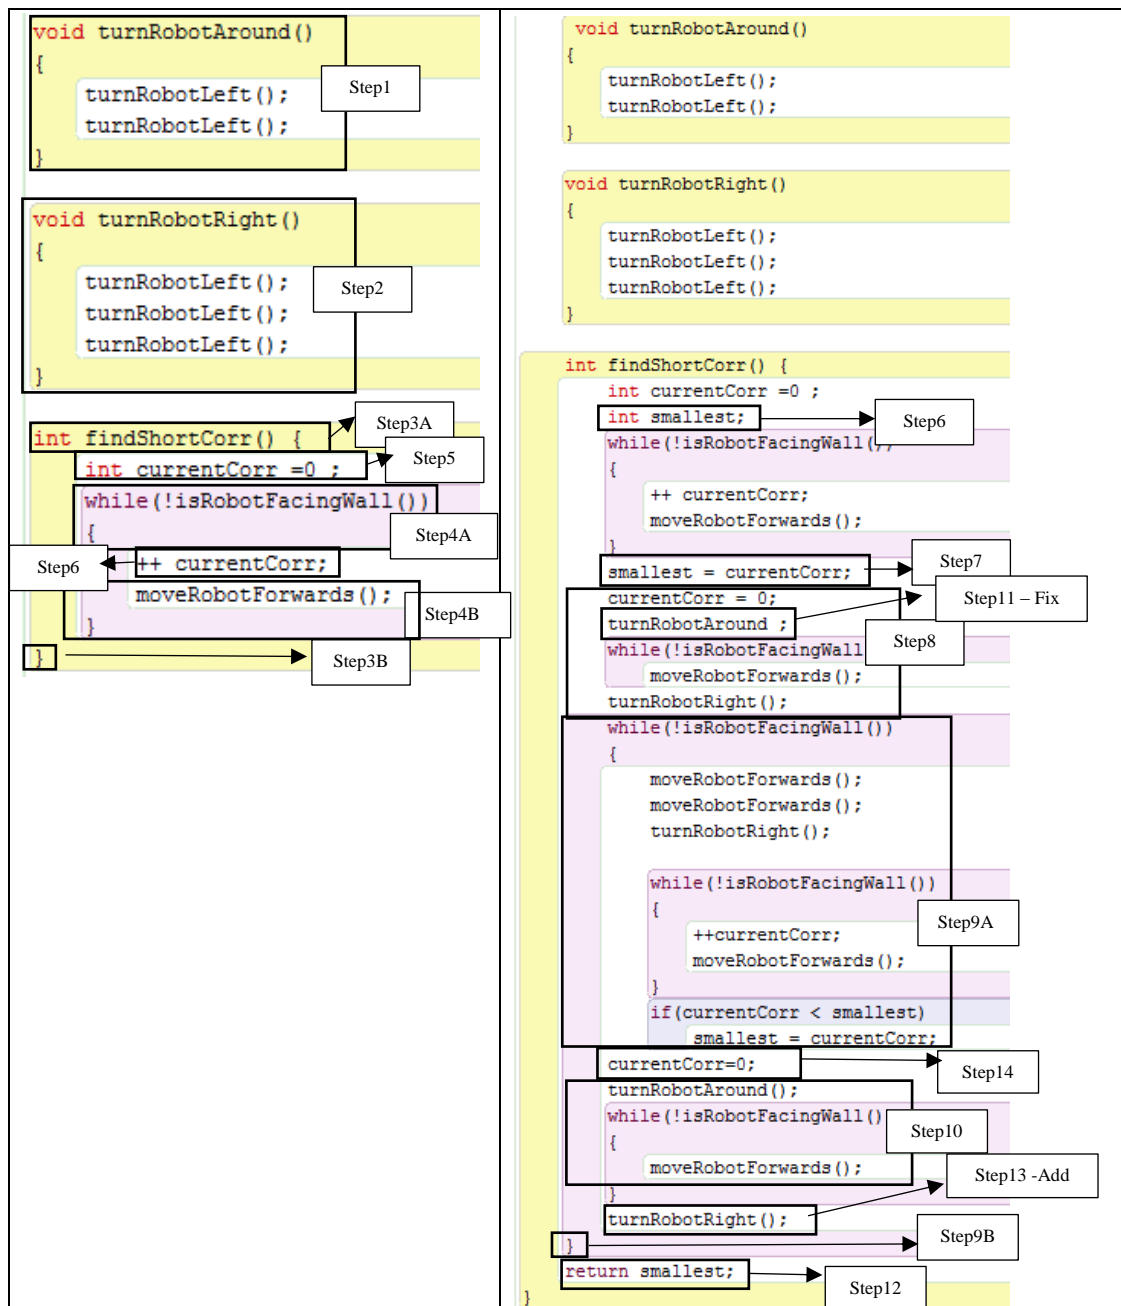 void turnRobotAround()
{
turnRobotLeft();
turnRobotLeft();
}
Step1
void turnRobotRight()
{
turnRobotLeft();
turnRobotLeft();
turnRobotLeft();
}
Step2
int findShortCorr() {
Step3A
int currentCorr =0 ;
Step5
while(!isRobotFacingWall())
{
Step4A
++ currentCorr;
Step6
moveRobotForwards();
Step4B
}
}
Step3B
void turnRobotAround()
{
turnRobotLeft();
turnRobotLeft();
}
void turnRobotRight()
{
turnRobotLeft();
turnRobotLeft();
turnRobotLeft();
}
int findShortCorr() {
int currentCorr =0 ;
int smallest;
Step6
while(!isRobotFacingWall())
{
++ currentCorr;
moveRobotForwards();
}
smallest = currentCorr;
Step7
currentCorr = 0;
Step11 – Fix
turnRobotAround ;
Step8
while(!isRobotFacingWall
moveRobotForwards();
turnRobotRight();
while(!isRobotFacingWall())
{
moveRobotForwards();
moveRobotForwards();
turnRobotRight();
while(!isRobotFacingWall())
{
Step9A
++currentCorr;
moveRobotForwards();
}
if(currentCorr < smallest)
smallest = currentCorr;
currentCorr=0;
Step14
turnRobotAround();
while(!isRobotFacingWall()
Step10
{
moveRobotForwards();
Step13 -Add
}
turnRobotRight();
}
Step9B
return smallest;
Step12
}